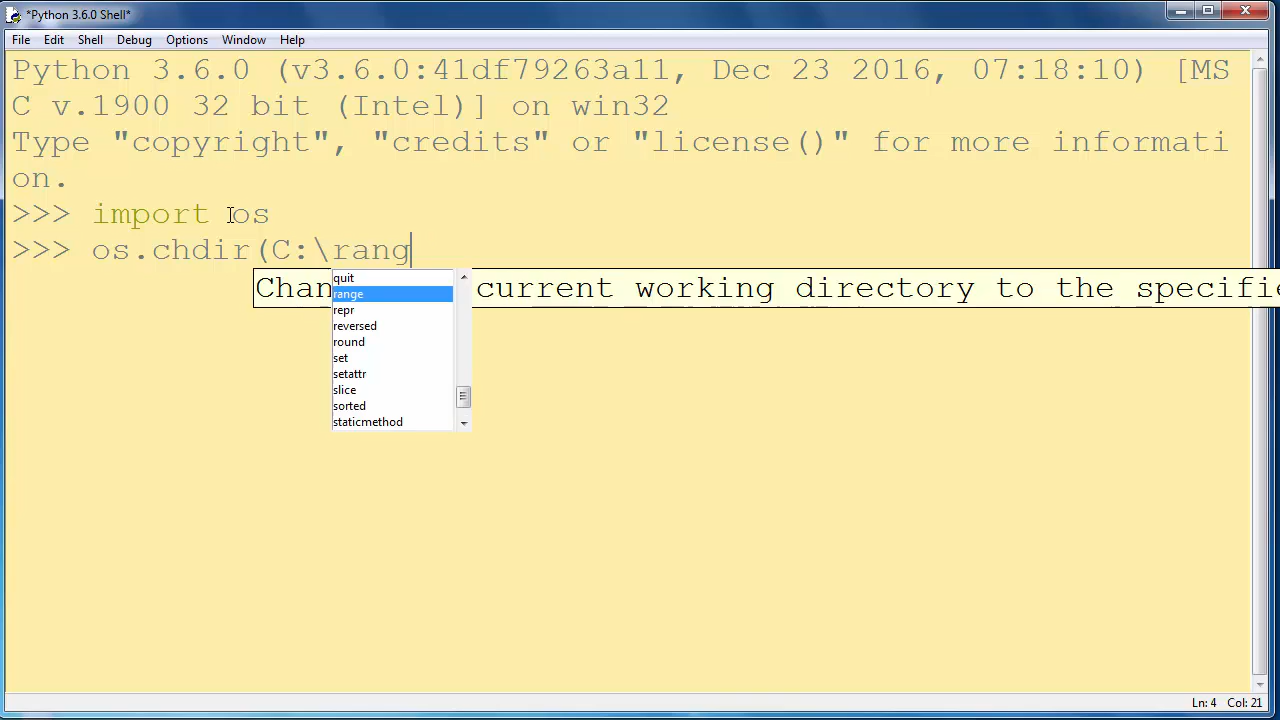 *Python 3.6.0 Shell*
File Edit Shell Debug Options Window Help
Python 3.6.0 (v3.6.0:41df79263a11, Dec 23 2016, 07:18:10) [MS
C v.1900 32 bit (Intel)] on win32
Type "copyright", "credits" or "license()" for more informati
on.
>>> import os
>>> os.chdir(C:\rang
Chan current working directory to the specifie
quit
range
repr
reversed
round
set
setattr
slice
sorted
staticmethod
Ln: 4 Col: 21